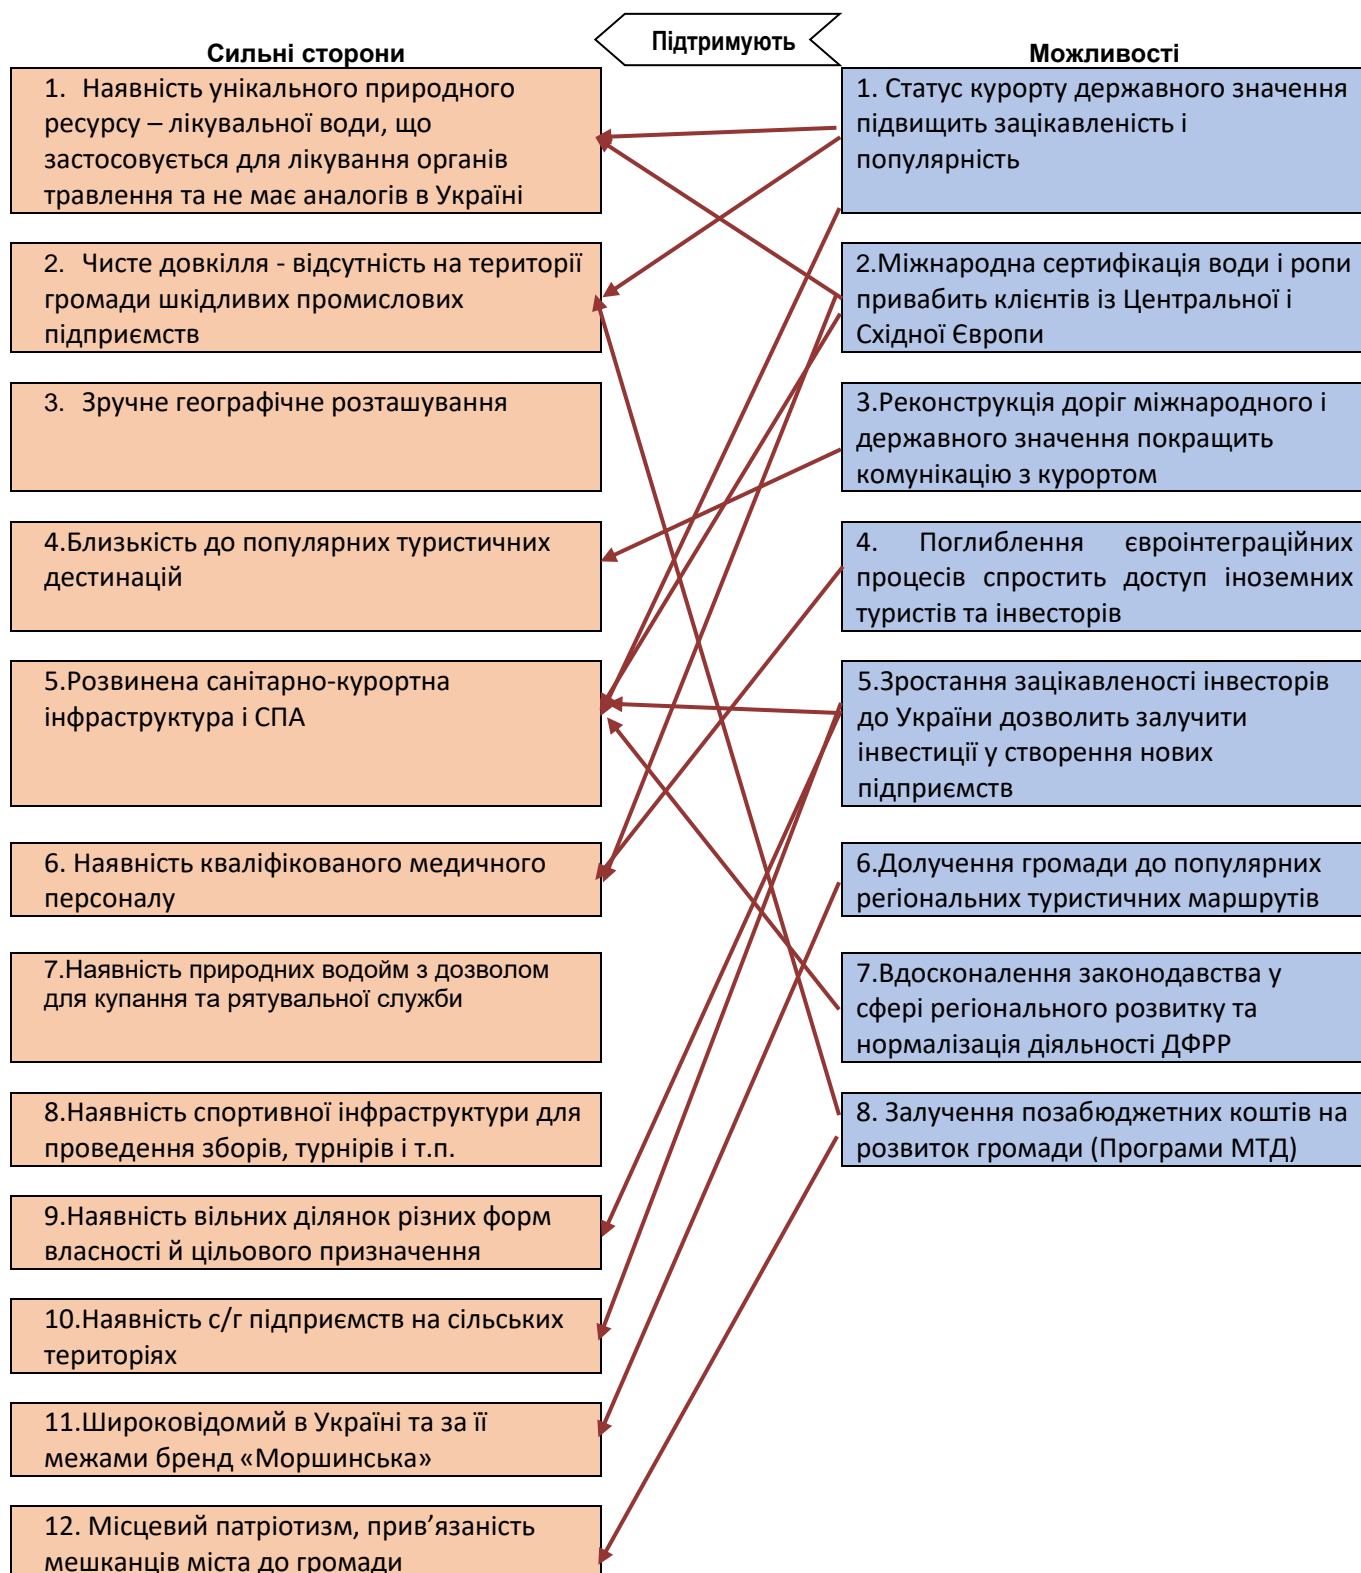 Підтримують
Сильні сторони
Можливості
1. Наявність унікального природного
ресурсу – лікувальної води, що
застосовується для лікування органів
травлення та не має аналогів в Україні
2. Чисте довкілля - відсутність на території
громади шкідливих промислових
підприємств
3. Зручне географічне розташування
4.Близькість до популярних туристичних
дестинацій
5.Розвинена санітарно-курортна
інфраструктура і СПА
6. Наявність кваліфікованого медичного
персоналу
7.Наявність природних водойм з дозволом
для купання та рятувальної служби
8.Наявність спортивної інфраструктури для
проведення зборів, турнірів і т.п.
9.Наявність вільних ділянок різних форм
власності й цільового призначення
10.Наявність с/г підприємств на сільських
територіях
11.Широковідомий в Україні та за її
межами бренд «Моршинська»
12. Місцевий патріотизм, прив’язаність
мешканців міста до громади
1. Статус курорту державного значення
підвищить зацікавленість і
популярність
2.Міжнародна сертифікація води і ропи
привабить клієнтів із Центральної і
Східної Європи
3.Реконструкція доріг міжнародного і
державного значення покращить
комунікацію з курортом
4. Поглиблення євроінтеграційних
процесів спростить доступ іноземних
туристів та інвесторів
5.Зростання зацікавленості інвесторів
до України дозволить залучити
інвестиції у створення нових
підприємств
6.Долучення громади до популярних
регіональних туристичних маршрутів
7.Вдосконалення законодавства у
сфері регіонального розвитку та
нормалізація діяльності ДФРР
8. Залучення позабюджетних коштів на
розвиток громади (Програми МТД)